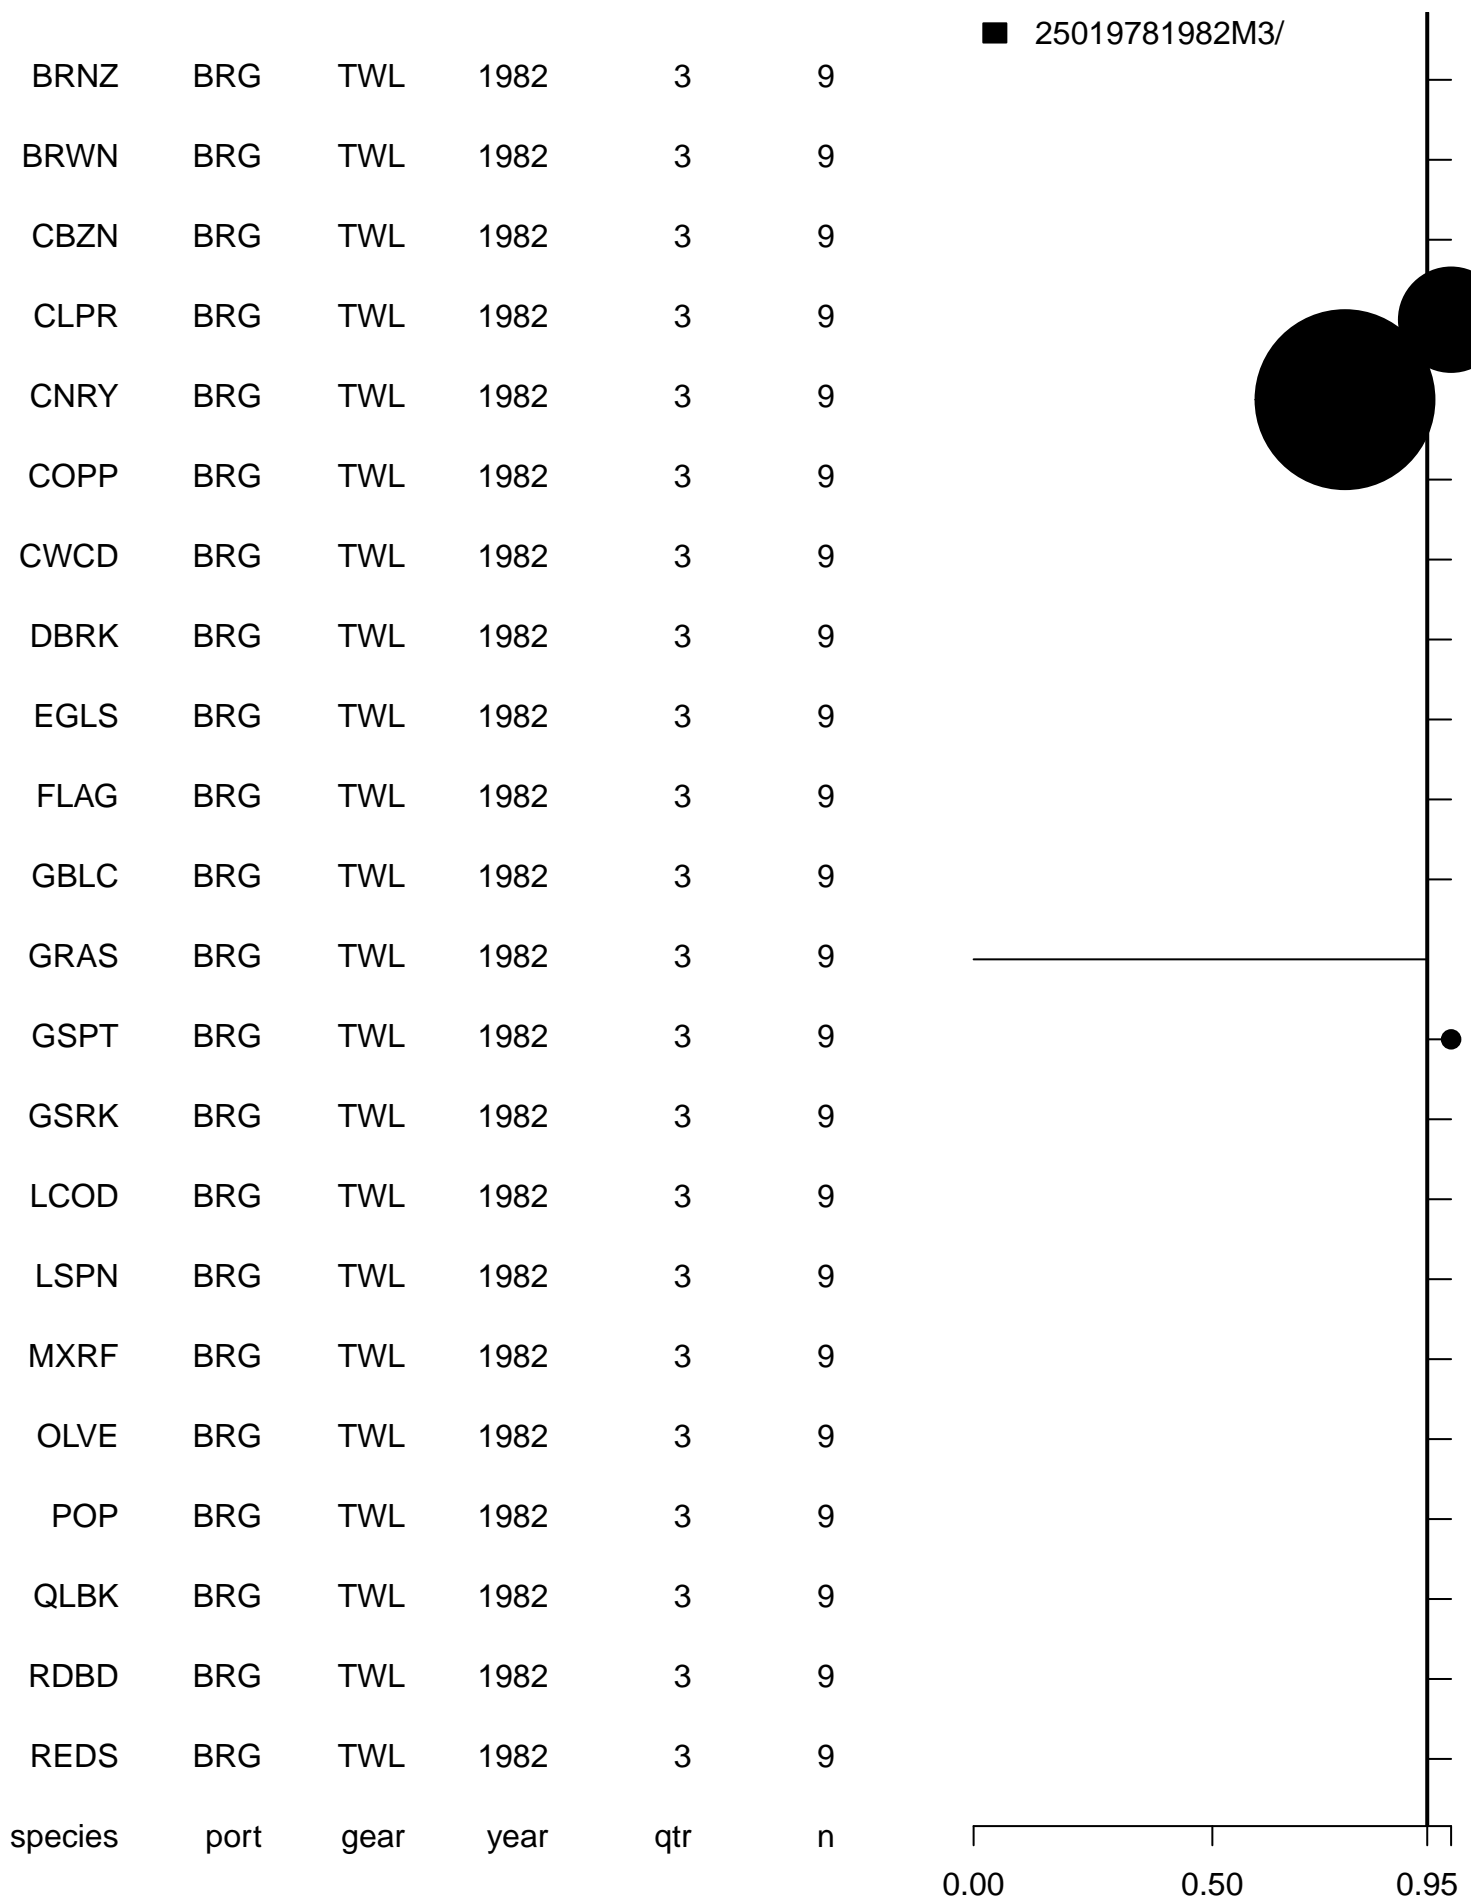 25019781982M3/
BRNZ BRG TWL 1982 3 9
BRWN BRG TWL 1982 3 9
CBZN BRG TWL 1982 3 9
CLPR BRG TWL 1982 3 9
CNRY BRG TWL 1982 3 9
COPP BRG TWL 1982 3 9
CWCD BRG TWL 1982 3 9
DBRK BRG TWL 1982 3 9
EGLS BRG TWL 1982 3 9
FLAG BRG TWL 1982 3 9
GBLC BRG TWL 1982 3 9
GRAS BRG TWL 1982 3 9
GSPT BRG TWL 1982 3 9
GSRK BRG TWL 1982 3 9
LCOD BRG TWL 1982 3 9
LSPN BRG TWL 1982 3 9
MXRF BRG TWL 1982 3 9
OLVE BRG TWL 1982 3 9
POP BRG TWL 1982 3 9
QLBK BRG TWL 1982 3 9
RDBD BRG TWL 1982 3 9
REDS BRG TWL 1982 3 9
species port gear year qtr n
0.00 0.50 0.95